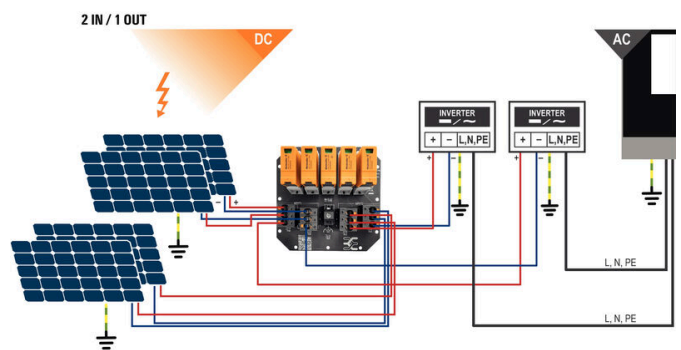 2 IN / 1 OUT
DC
AC
INVERTER
+ − L,N,PE
+ −
INVERTER
+ − L,N,PE
+ −
− +
L, N, PE
L, N, PE